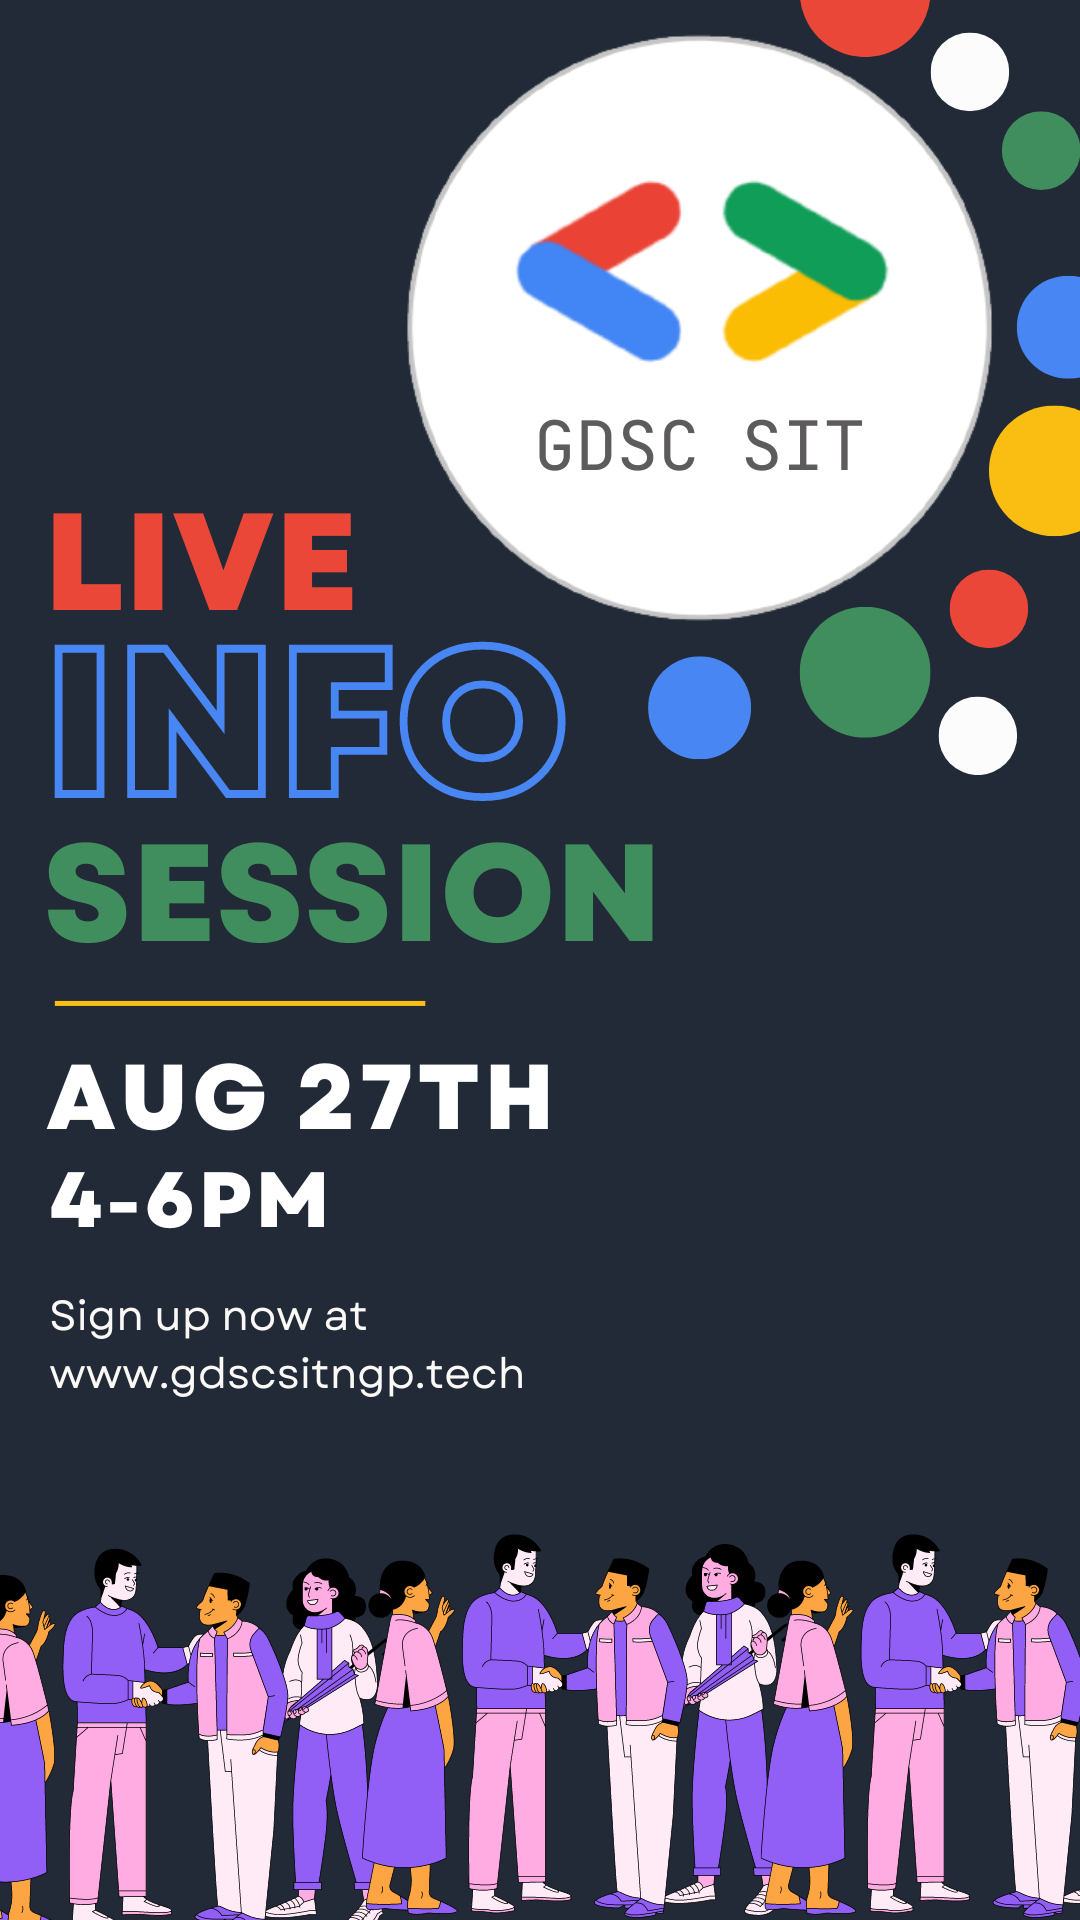 GDSC SIT
LIVE
INFO
SESSION
AUG 27TH
4-6PM
Sign up now at
www.gdscsitngp.tech